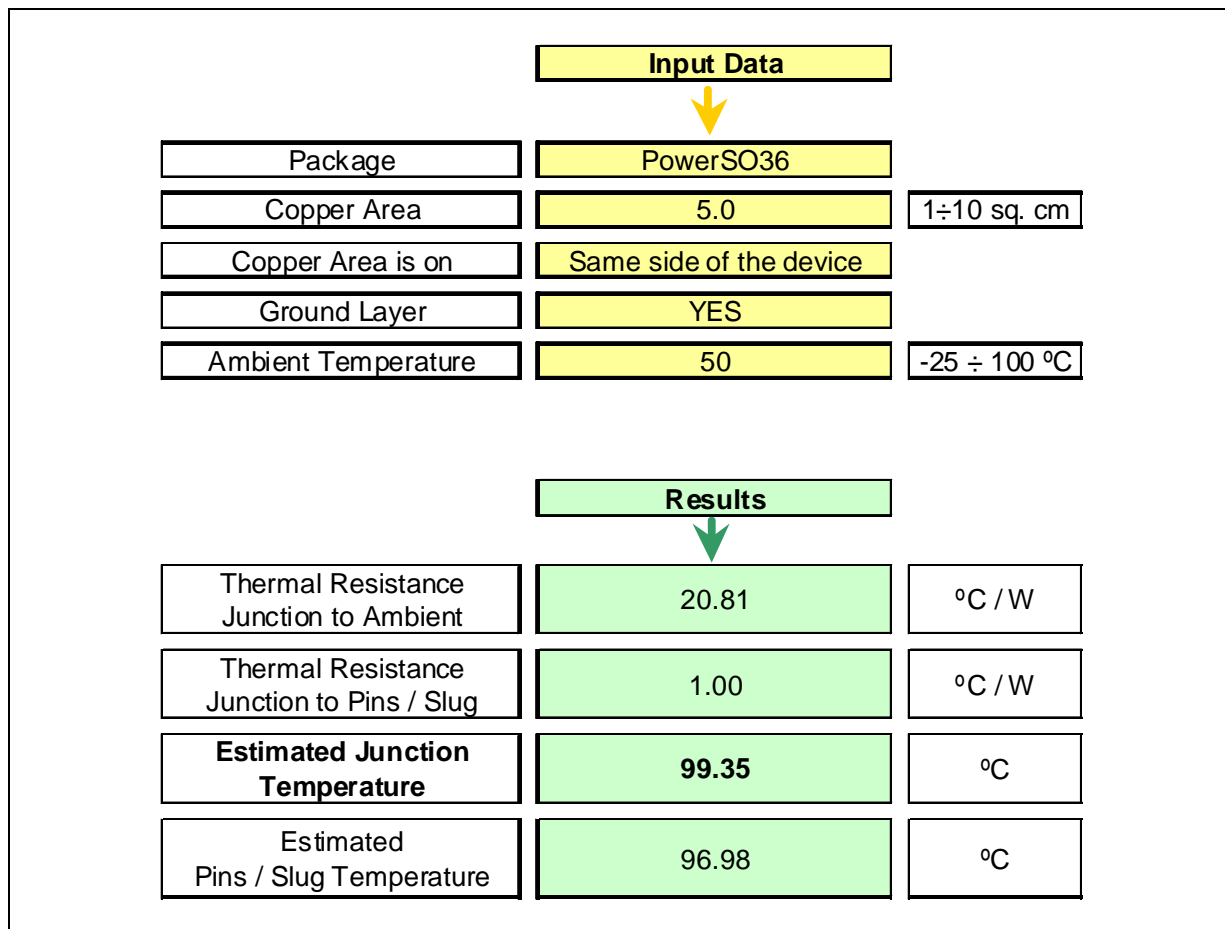 Input Data
Package PowerSO36
Copper Area 5.0 1÷10 sq. cm
Copper Area is on Same side of the device
Ground Layer YES
Ambient Temperature 50 -25 ÷ 100 ºC
Results
Thermal Resistance
Junction to Ambient 20.81 ºC / W
Thermal Resistance
Junction to Pins / Slug 1.00 ºC / W
Estimated Junction
Temperature 99.35 ºC
Estimated
Pins / Slug Temperature 96.98 ºC